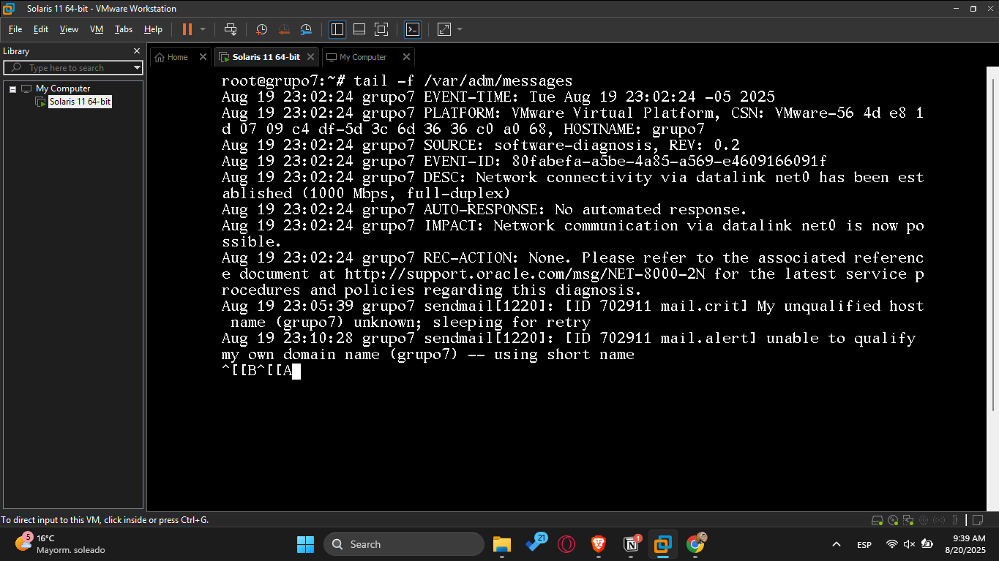 Solaris 11 64-bit - VMware Workstation
File Edit View VM Tabs Help
Library
Type here to search
My Computer
Solaris 11 64-bit
Home
Solaris 11 64-bit
My Computer
root@grupo7:~# tail -f /var/adm/messages
Aug 19 23:02:24 grupo7 EVENT-TIME: Tue Aug 19 23:02:24 -05 2025
Aug 19 23:02:24 grupo7 PLATFORM: VMware Virtual Platform, CSN: VMware-56 4d e8 1
d 07 09 c4 df-5d 3c 6d 36 36 c0 a0 68, HOSTNAME: grupo7
Aug 19 23:02:24 grupo7 SOURCE: software-diagnosis, REV: 0.2
Aug 19 23:02:24 grupo7 EVENT-ID: 80fabefa-a5be-4a85-a569-e4609166091f
Aug 19 23:02:24 grupo7 DESC: Network connectivity via datalink net0 has been est
ablished (1000 Mbps, full-duplex)
Aug 19 23:02:24 grupo7 AUTO-RESPONSE: No automated response.
Aug 19 23:02:24 grupo7 IMPACT: Network communication via datalink net0 is now po
ssible.
Aug 19 23:02:24 grupo7 REC-ACTION: None. Please refer to the associated referenc
e document at http://support.oracle.com/msg/NET-8000-2N for the latest service p
rocedures and policies regarding this diagnosis.
Aug 19 23:05:39 grupo7 sendmail[1220]: [ID 702911 mail.crit] My unqualified host
 name (grupo7) unknown; sleeping for retry
Aug 19 23:10:28 grupo7 sendmail[1220]: [ID 702911 mail.alert] unable to qualify
my own domain name (grupo7) -- using short name
^[[B^[[A
To direct input to this VM, click inside or press Ctrl+G.
5
16°C
Mayorm. soleado
Search
21
1
ESP
9:39 AM
8/20/2025